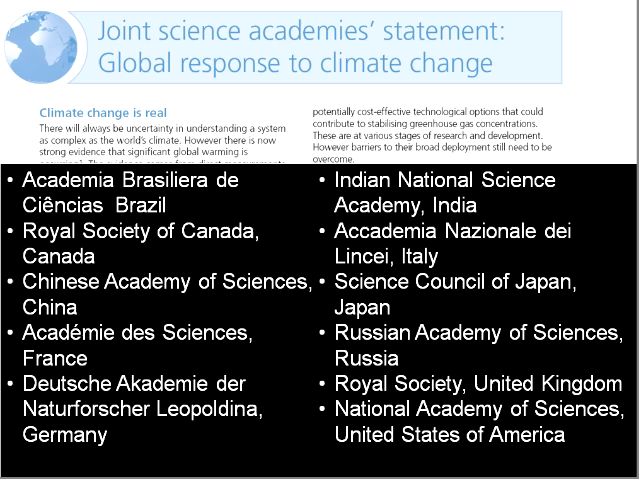 Joint science academies’ statement:
Global response to climate change
Climate change is real
There will always be uncertainty in understanding a system
as complex as the world’s climate. However there is now
strong evidence that significant global warming is
potentially cost-effective technological options that could
contribute to stabilising greenhouse gas concentrations.
These are at various stages of research and development.
However barriers to their broad deployment still need to be
overcome.
• Academia Brasiliera de
Ciências Brazil
• Royal Society of Canada,
Canada
• Chinese Academy of Sciences,
China
• Académie des Sciences,
France
• Deutsche Akademie der
Naturforscher Leopoldina,
Germany
• Indian National Science
Academy, India
• Accademia Nazionale dei
Lincei, Italy
• Science Council of Japan,
Japan
• Russian Academy of Sciences,
Russia
• Royal Society, United Kingdom
• National Academy of Sciences,
United States of America